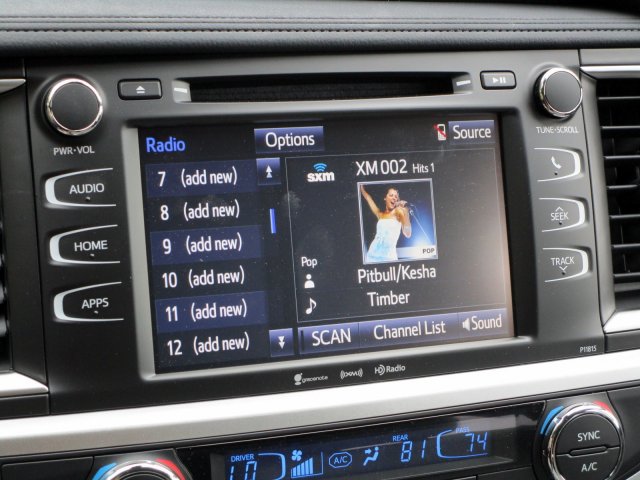 PWR•VOL
TUNE•SCROLL
AUDIO
HOME
APPS
SEEK
TRACK
Radio
Options
Source
7 (add new)
8 (add new)
9 (add new)
10 (add new)
11 (add new)
12 (add new)
sxm
XM 002 Hits 1
POP
Pop
Pitbull/Kesha
Timber
SCAN
Channel List
Sound
gracenote
HD Radio
P11815
DRIVER
70
A/C
REAR
81
PASS
74
SYNC
A/C